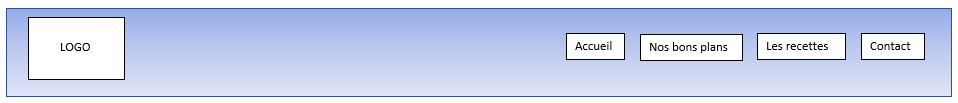 LOGO
Accueil
Nos bons plans
Les recettes
Contact